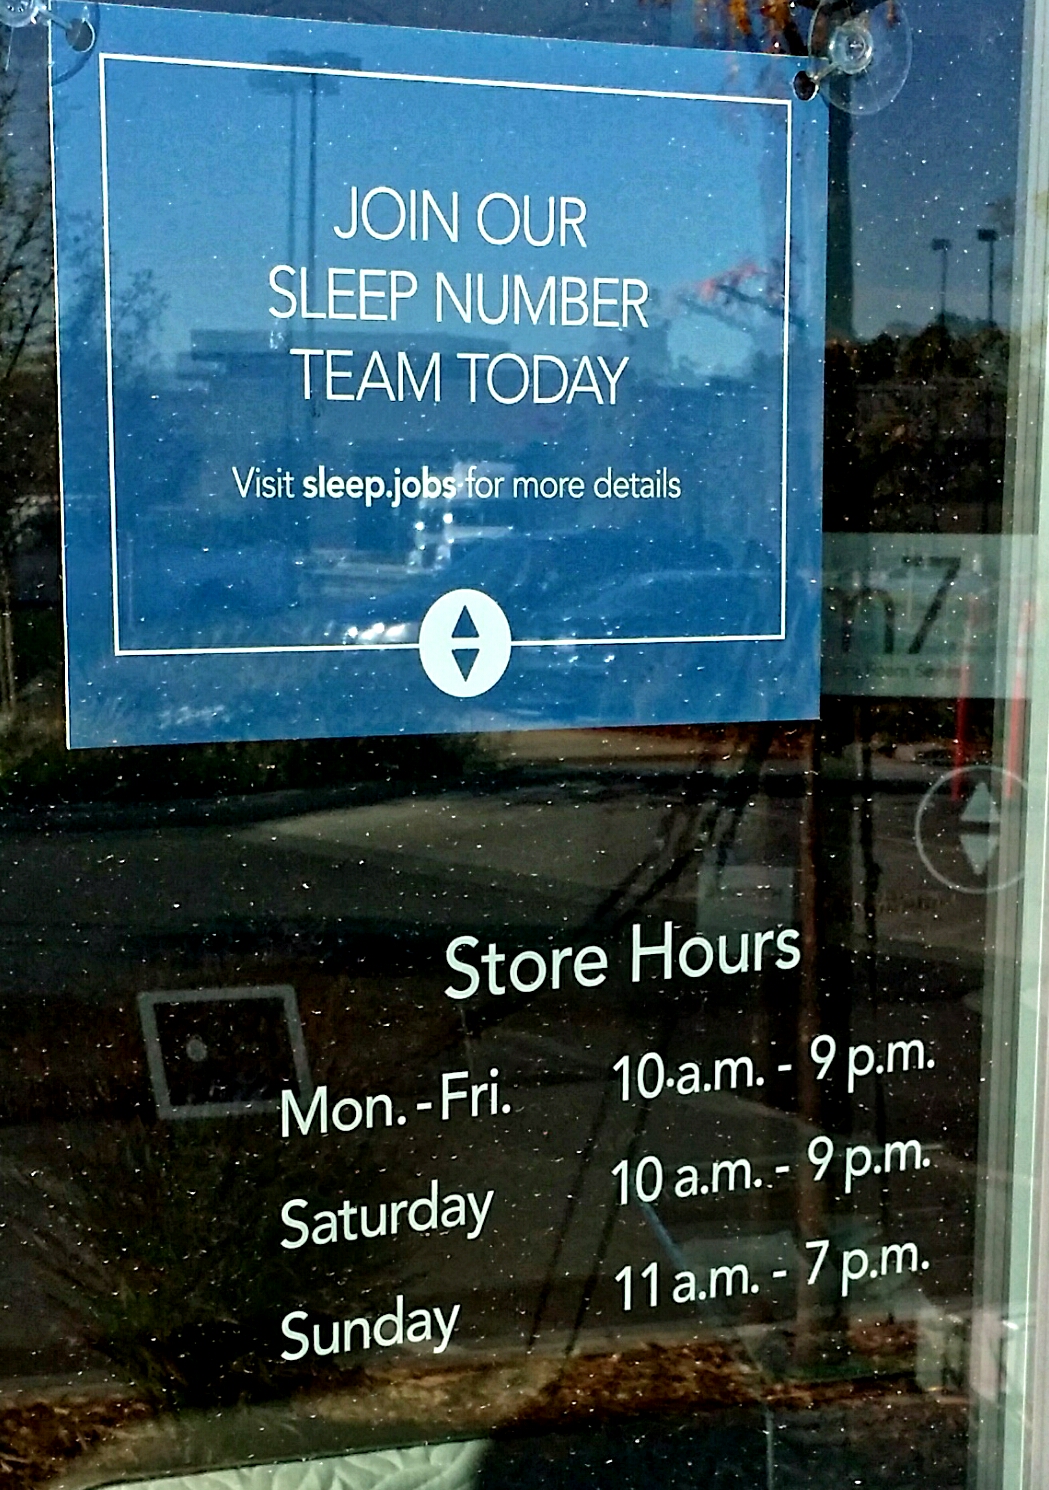 JOIN OUR
SLEEP NUMBER
TEAM TODAY
Visit sleep.jobs for more details
Store Hours
Mon. - Fri. 10 a.m. - 9 p.m.
Saturday 10 a.m. - 9 p.m.
Sunday 11 a.m. - 7 p.m.